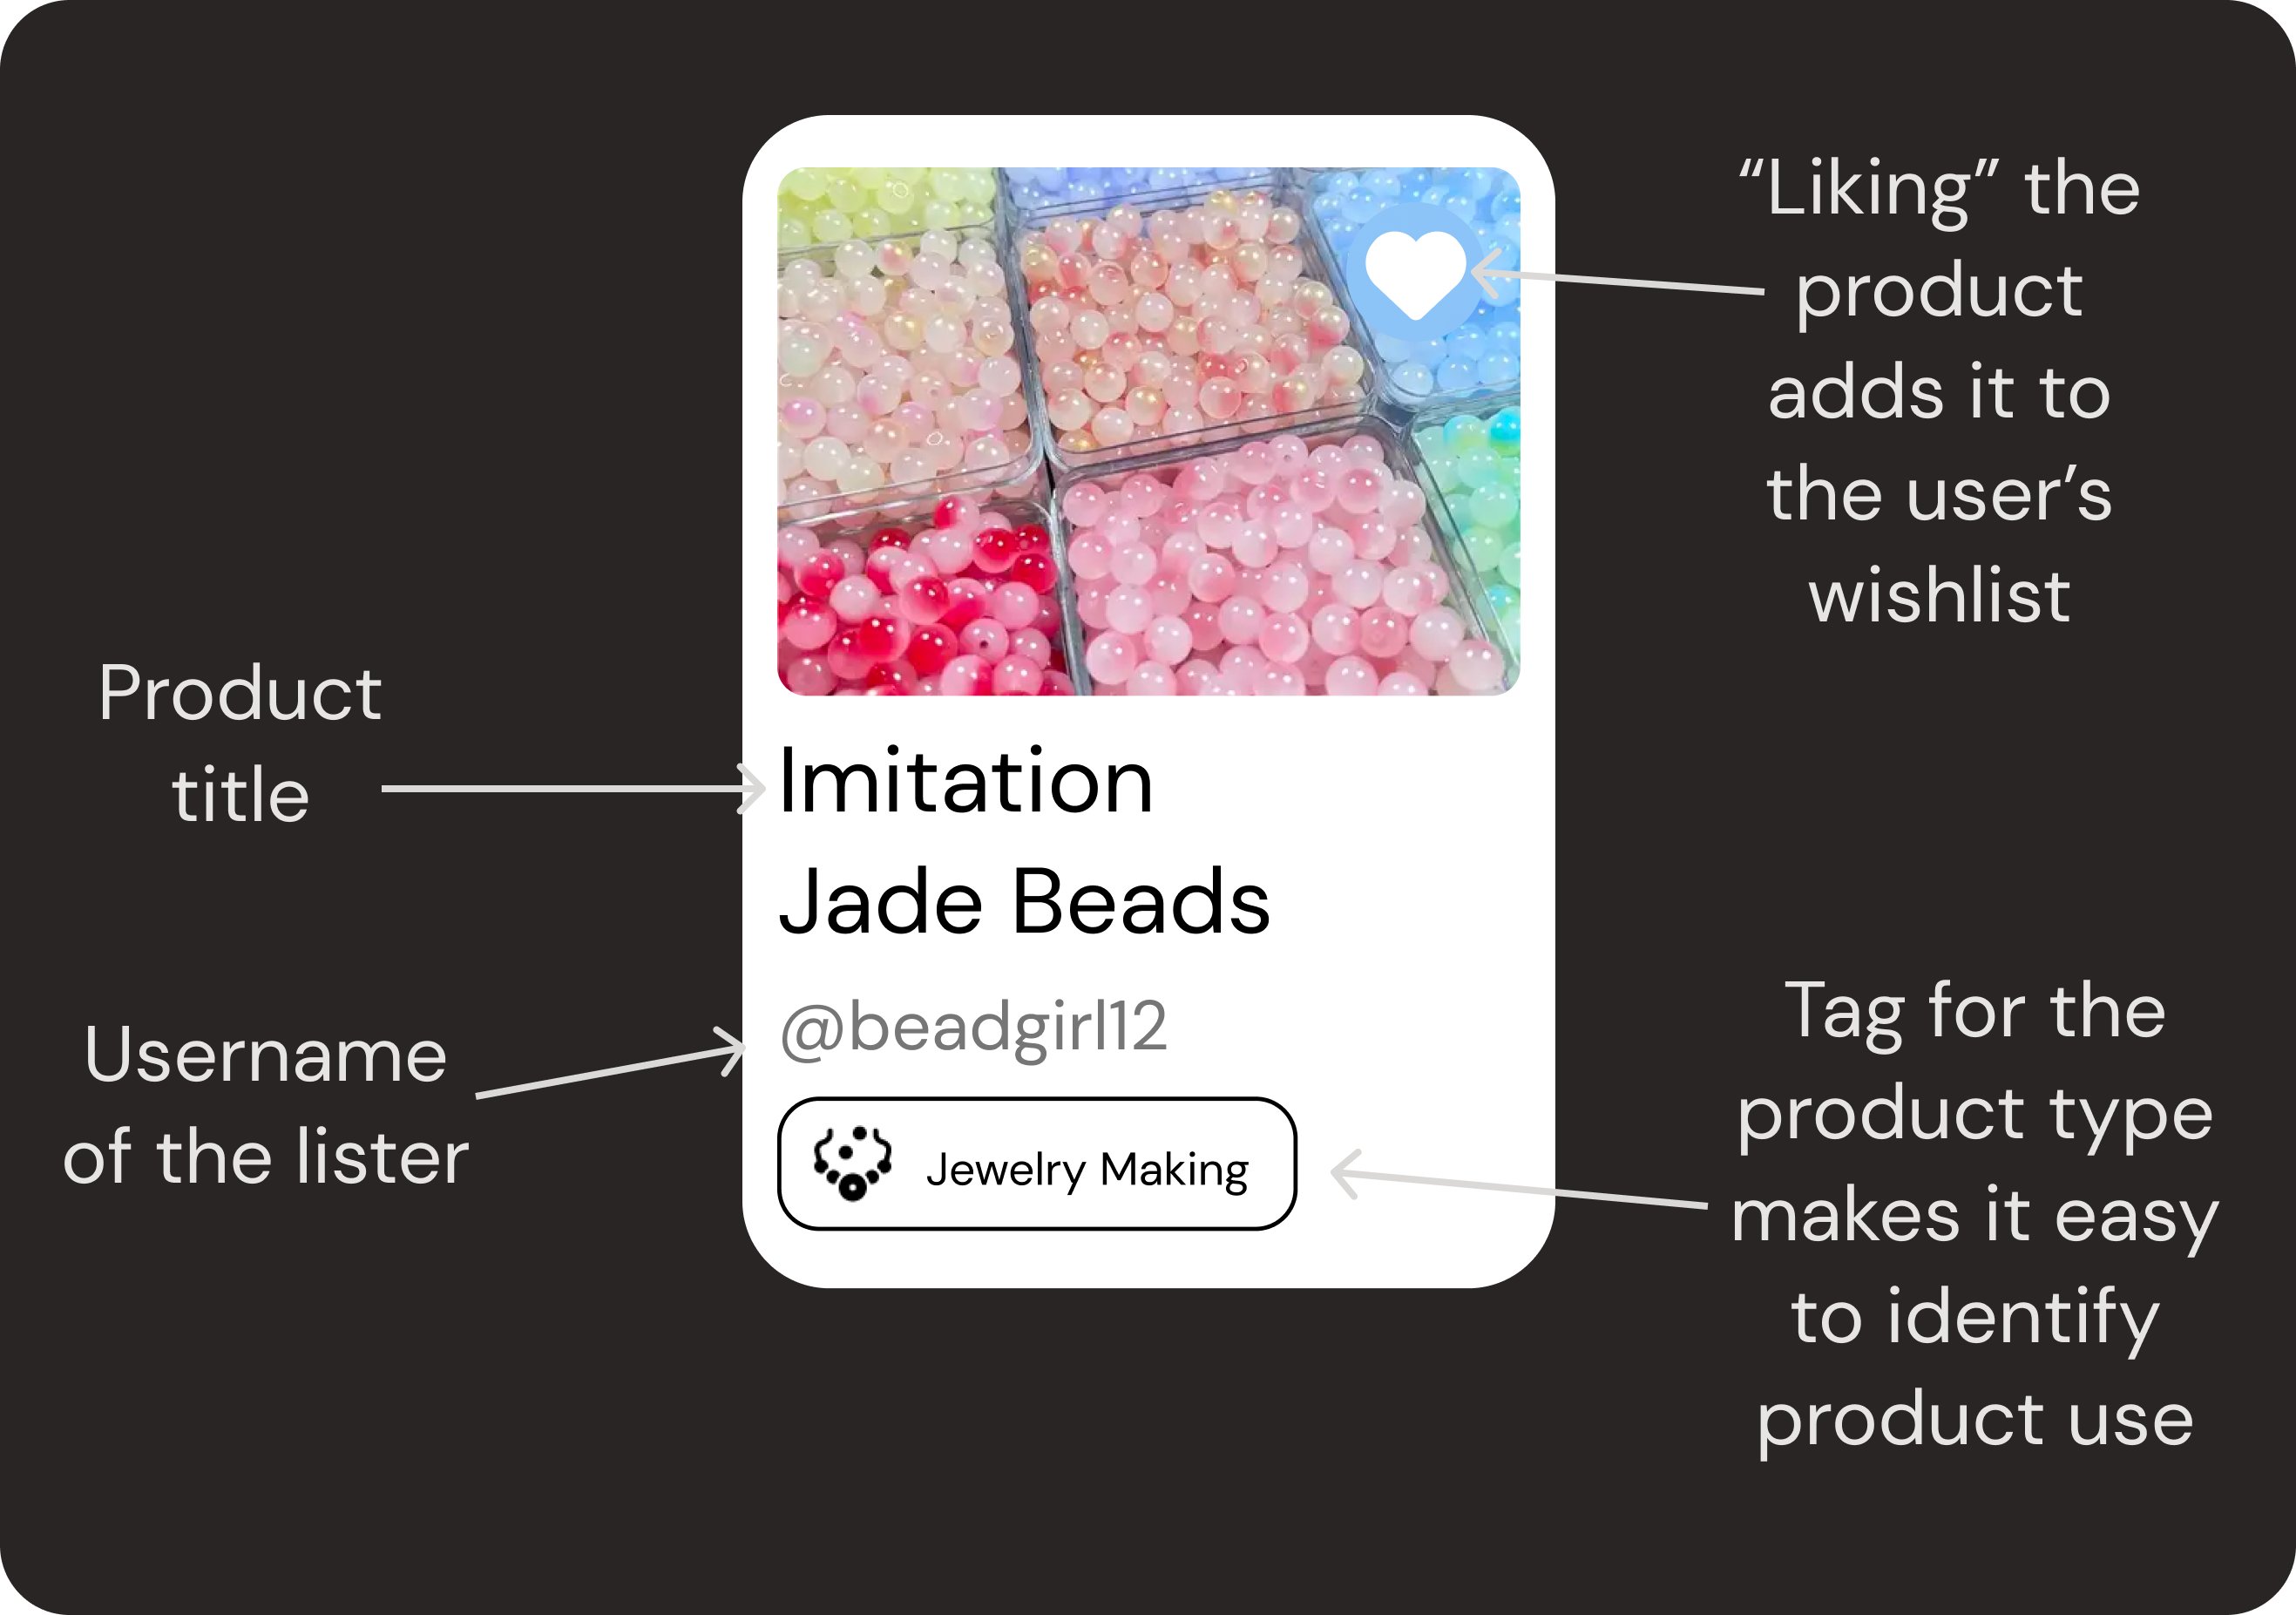 “Liking” the
product
adds it to
the user’s
wishlist
Product
title
Imitation
Jade Beads
Username
of the lister
@beadgirl12
Jewelry Making
Tag for the
product type
makes it easy
to identify
product use